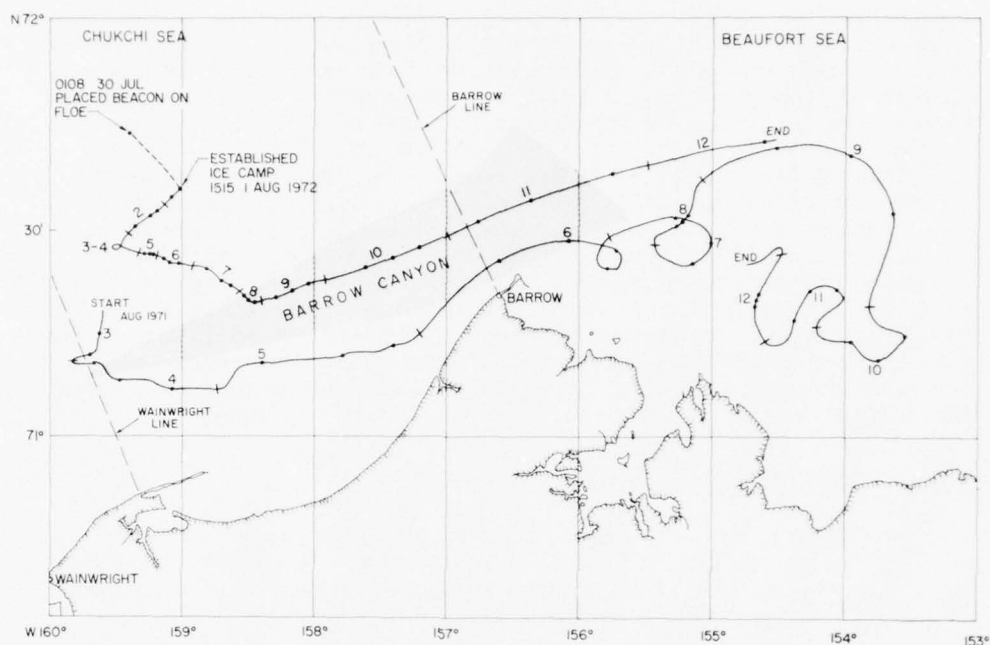 N 72°
CHUKCHI SEA
BEAUFORT SEA
0108 30 JUL
PLACED BEACON ON
FLOE
BARROW
LINE
ESTABLISHED
ICE CAMP
1515 1 AUG 1972
END
12
9
11
2
30'
3-4
5
6
7
8
9
10
6
8
7
BARROW CANYON
END
12
11
10
BARROW
START
AUG 1971
3
4
5
WAINWRIGHT
LINE
71°
WAINWRIGHT
W 160°
159°
158°
157°
156°
155°
154°
153°